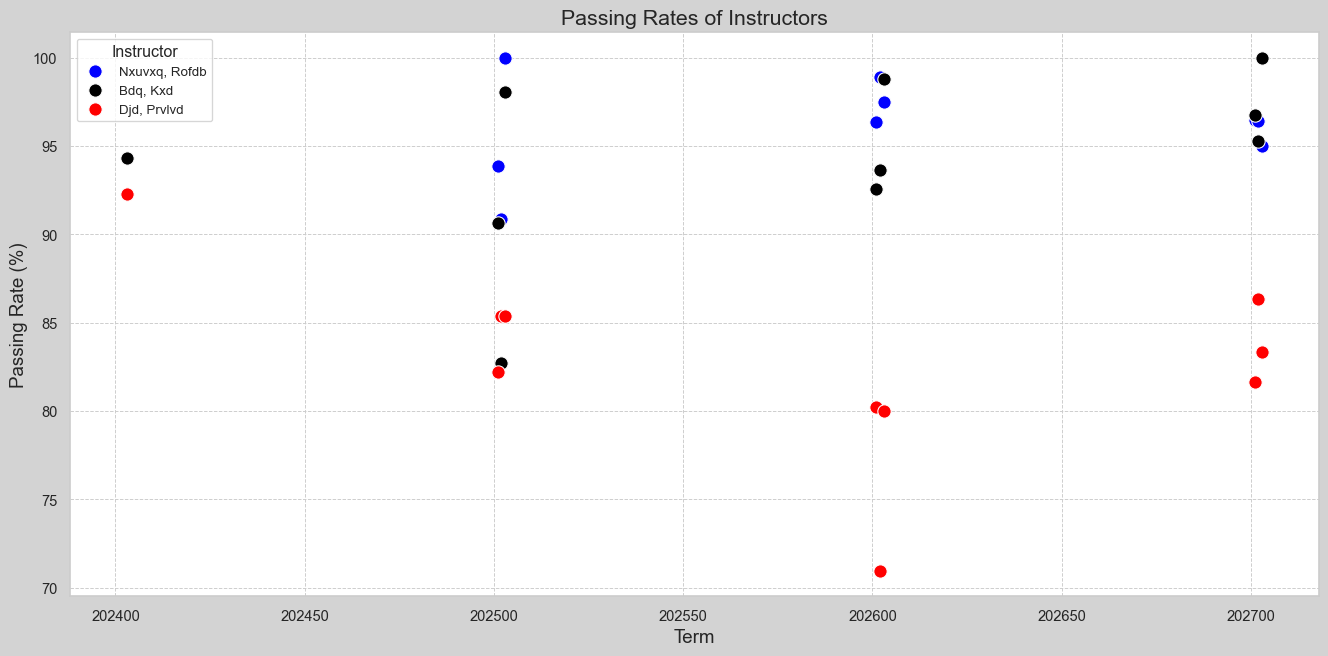 Passing Rates of Instructors
Instructor
Nxuvxq, Rofdb
Bdq, Kxd
Djd, Prvlvd
100
95
90
85
80
75
70
Passing Rate (%)
202400
202450
202500
202550
202600
202650
202700
Term